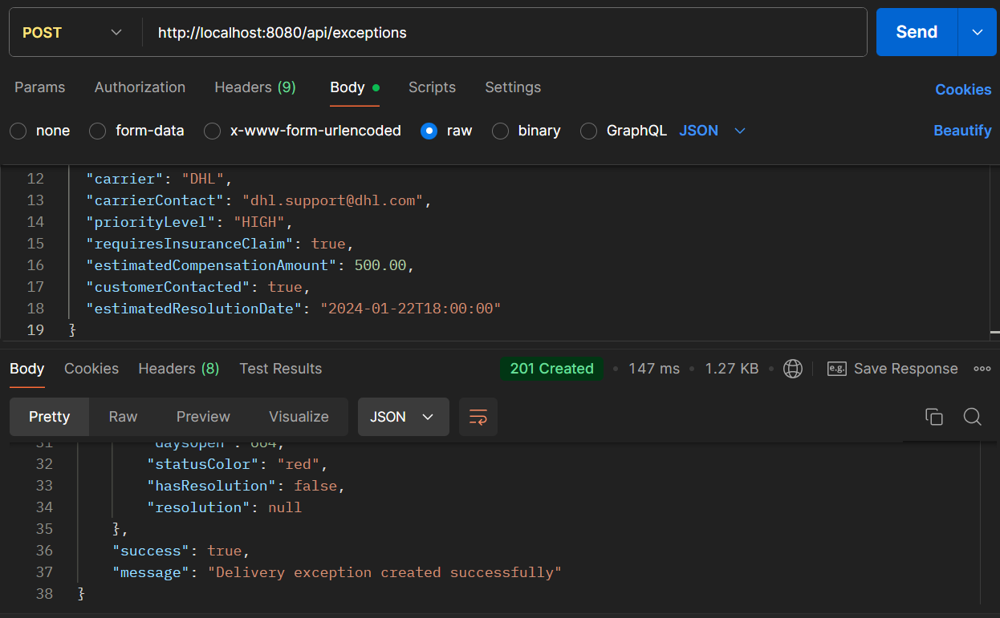 POST http://localhost:8080/api/exceptions Send
Params Authorization Headers (9) Body Scripts Settings Cookies
none form-data x-www-form-urlencoded raw binary GraphQL JSON Beautify
12 "carrier": "DHL",
13 "carrierContact": "dhl.support@dhl.com",
14 "priorityLevel": "HIGH",
15 "requiresInsuranceClaim": true,
16 "estimatedCompensationAmount": 500.00,
17 "customerContacted": true,
18 "estimatedResolutionDate": "2024-01-22T18:00:00"
19 }
Body Cookies Headers (8) Test Results 201 Created 147 ms 1.27 KB e.g. Save Response
Pretty Raw Preview Visualize JSON
31 "daysOpen":
32 "statusColor": "red",
33 "hasResolution": false,
34 "resolution": null
35 },
36 "success": true,
37 "message": "Delivery exception created successfully"
38 }